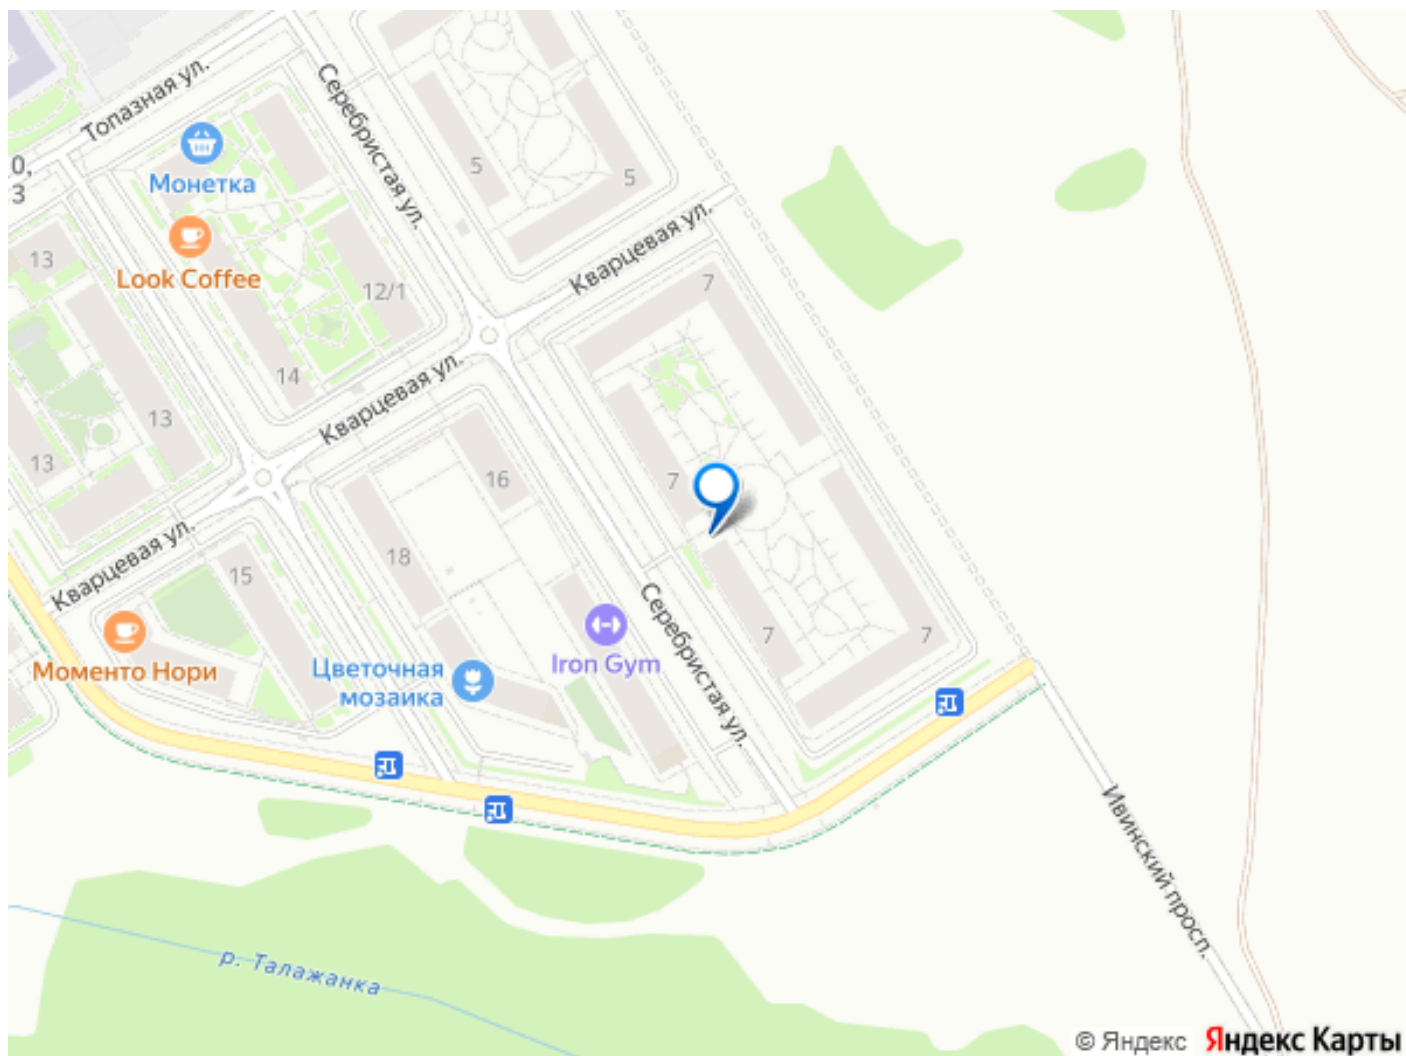 Топазная ул.
Серебристая ул.
Монетка
5
5
0,
3
Кварцевая ул.
13
Look Coffee
12/1
7
14
Кварцевая ул.
13
13
16
7
18
Кварцевая ул.
15
Серебристая ул.
Моменто Нори
Iron Gym
7
7
Цветочная
мозаика
Ивинский просп.
р. Талажанка
© Яндекс Яндекс Карты